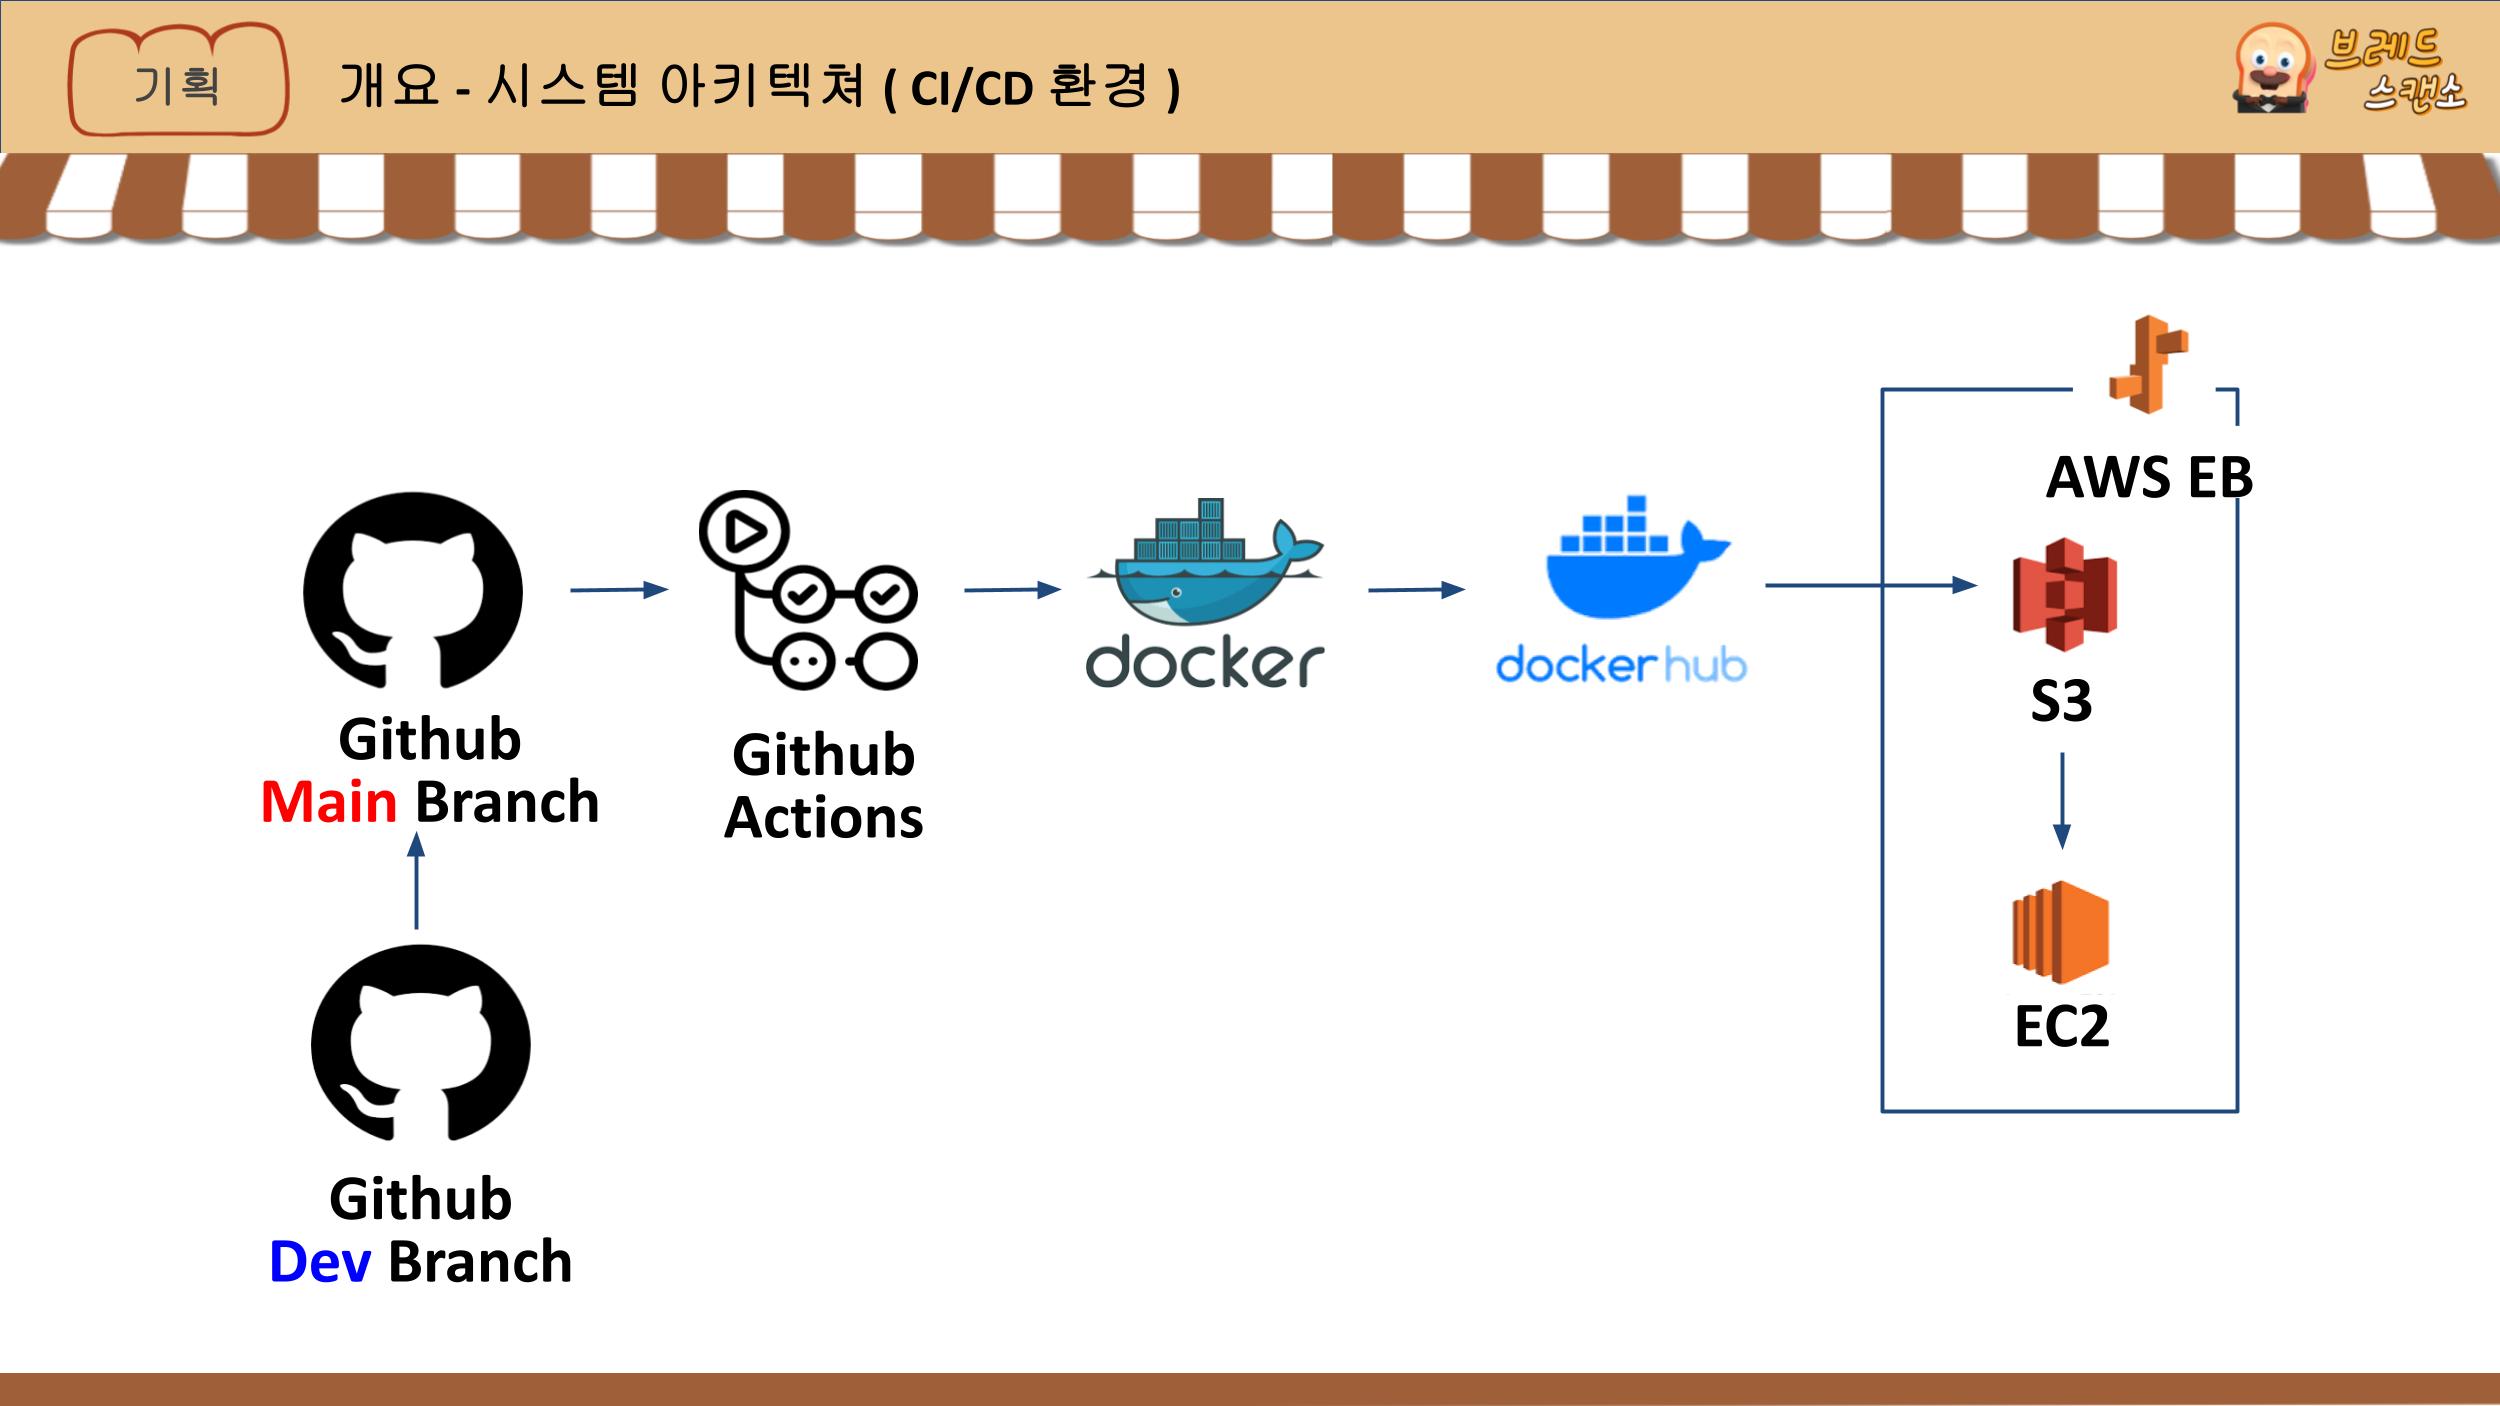 기획
개요 - 시스템 아키텍쳐 (CI/CD 환경 )
브레드
스캔소
AWS EB
docker
dockerhub
S3
Github
Main Branch
Github
Actions
EC2
Github
Dev Branch